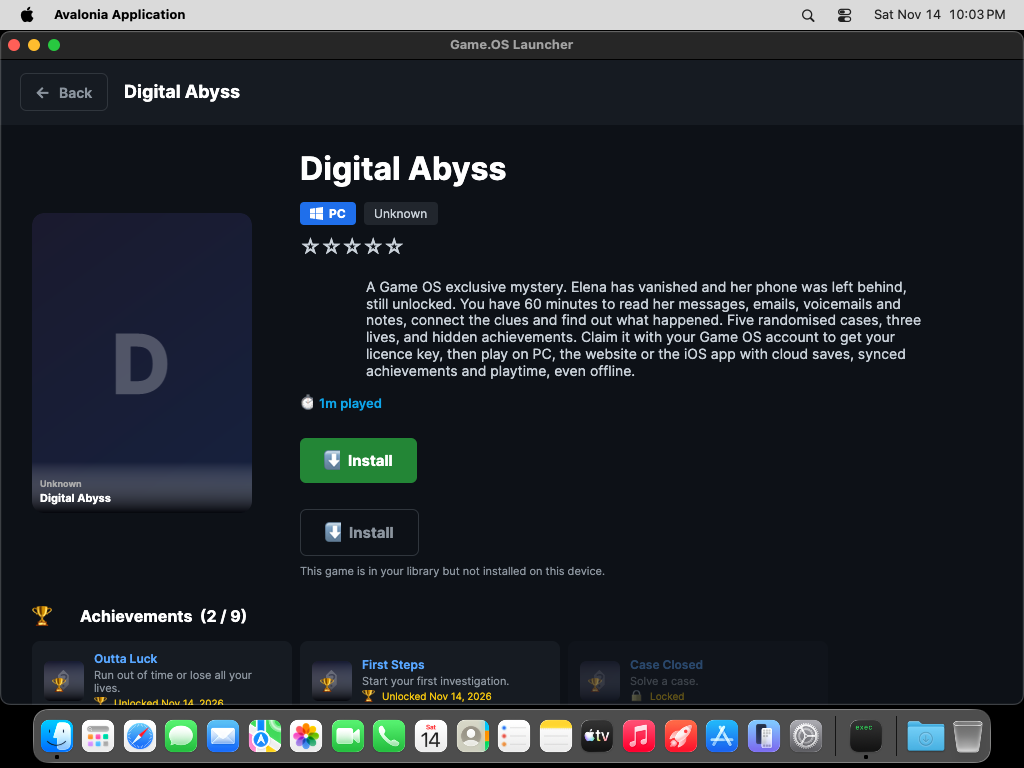 Avalonia Application
Sat Nov 14 10:03 PM
Game.OS Launcher
← Back
Digital Abyss
Digital Abyss
PC
Unknown
A Game OS exclusive mystery. Elena has vanished and her phone was left behind,
still unlocked. You have 60 minutes to read her messages, emails, voicemails and
notes, connect the clues and find out what happened. Five randomised cases, three
lives, and hidden achievements. Claim it with your Game OS account to get your
licence key, then play on PC, the website or the iOS app with cloud saves, synced
achievements and playtime, even offline.
D
Unknown
Digital Abyss
1m played
Install
Install
This game is in your library but not installed on this device.
Achievements (2 / 9)
Outta Luck
Run out of time or lose all your
lives.
Unlocked Nov 14, 2026
First Steps
Start your first investigation.
Unlocked Nov 14, 2026
Case Closed
Solve a case.
Locked
Sat
14
tv
exec